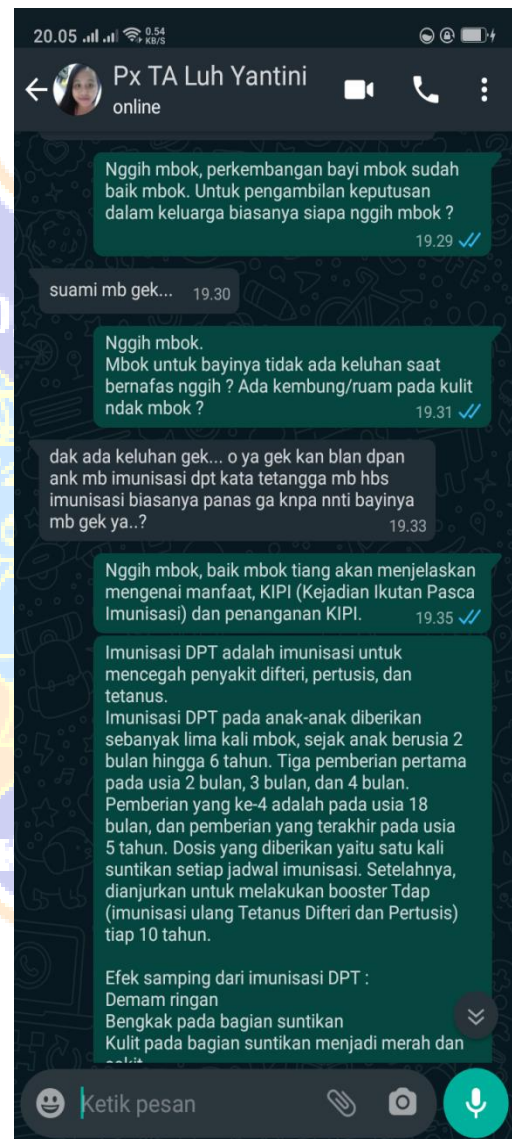 20.05 0.54 KB/S
Px TA Luh Yantini
online
Nggih mbok, perkembangan bayi mbok sudah
baik mbok. Untuk pengambilan keputusan
dalam keluarga biasanya siapa nggih mbok ?
19.29
suami mb gek... 19.30
Nggih mbok.
Mbok untuk bayinya tidak ada keluhan saat
bernafas nggih ? Ada kembung/ruam pada kulit
ndak mbok ? 19.31
dak ada keluhan gek... o ya gek kan blan dpan
ank mb imunisasi dpt kata tetangga mb hbs
imunisasi biasanya panas ga knpa nnti bayinya
mb gek ya..? 19.33
Nggih mbok, baik mbok tiang akan menjelaskan
mengenai manfaat, KIPI (Kejadian Ikutan Pasca
Imunisasi) dan penanganan KIPI. 19.35
Imunisasi DPT adalah imunisasi untuk
mencegah penyakit difteri, pertusis, dan
tetanus.
Imunisasi DPT pada anak-anak diberikan
sebanyak lima kali mbok, sejak anak berusia 2
bulan hingga 6 tahun. Tiga pemberian pertama
pada usia 2 bulan, 3 bulan, dan 4 bulan.
Pemberian yang ke-4 adalah pada usia 18
bulan, dan pemberian yang terakhir pada usia
5 tahun. Dosis yang diberikan yaitu satu kali
suntikan setiap jadwal imunisasi. Setelahnya,
dianjurkan untuk melakukan booster Tdap
(imunisasi ulang Tetanus Difteri dan Pertusis)
tiap 10 tahun.
Efek samping dari imunisasi DPT :
Demam ringan
Bengkak pada bagian suntikan
Kulit pada bagian suntikan menjadi merah dan
Ketik pesan